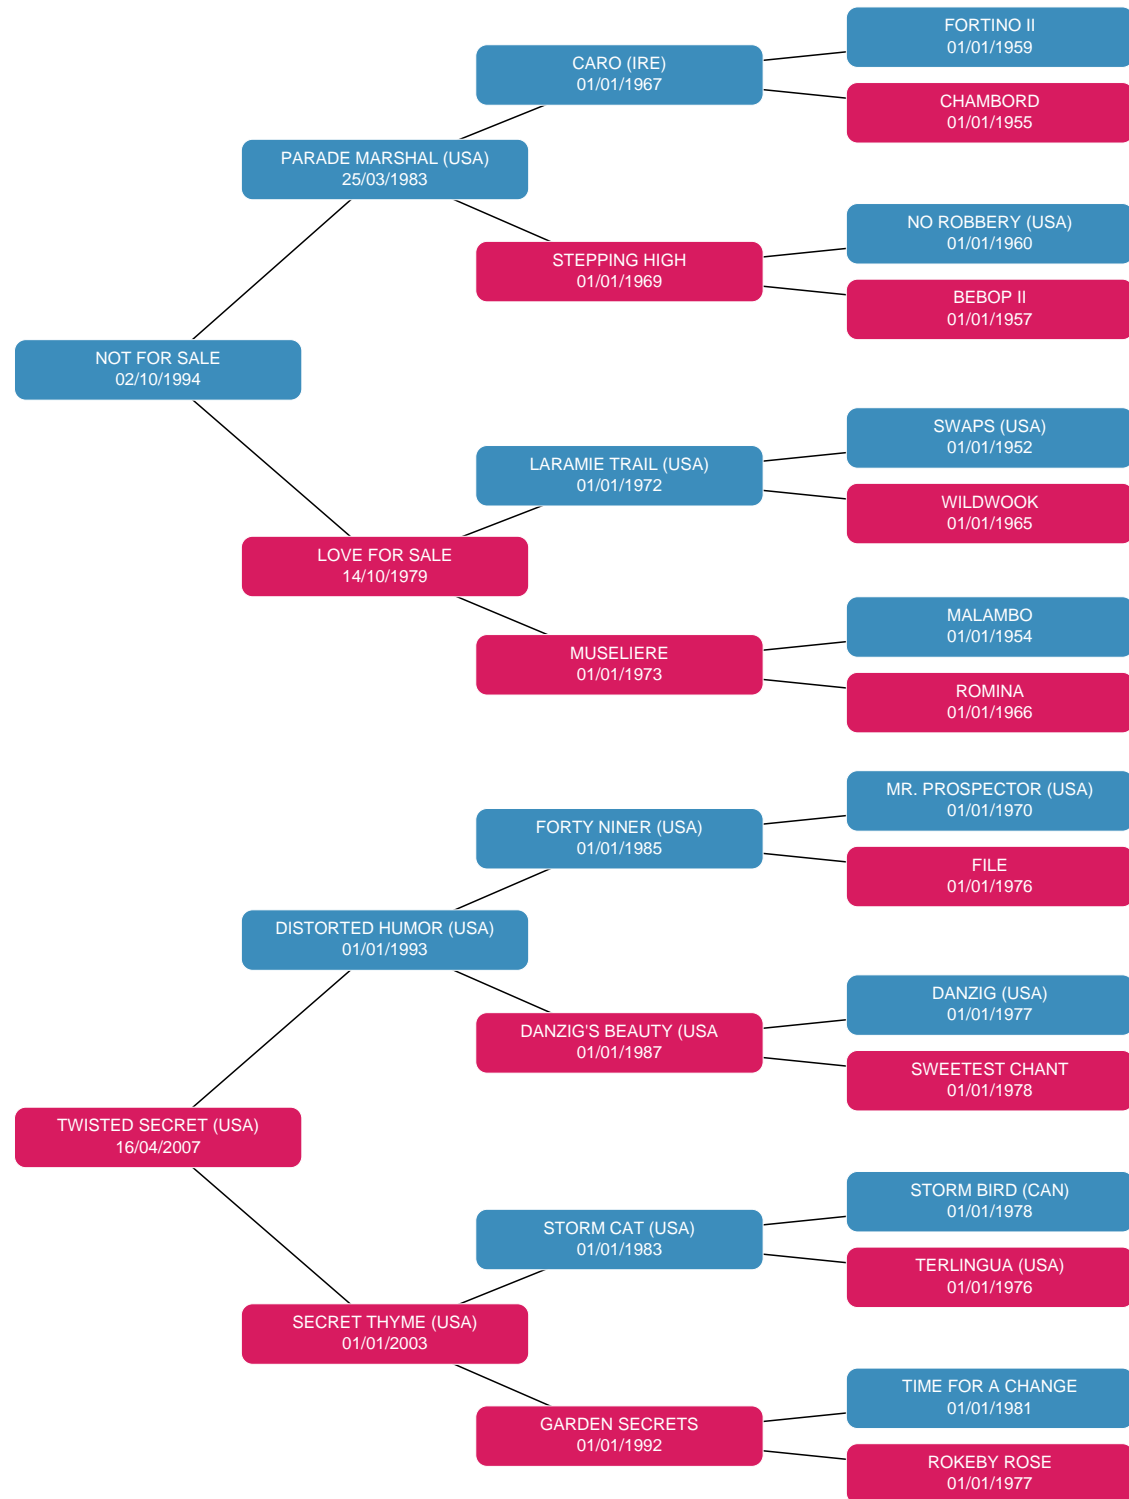 FORTINO II
01/01/1959
CARO (IRE)
01/01/1967
CHAMBORD
01/01/1955
PARADE MARSHAL (USA)
25/03/1983
NO ROBBERY (USA)
01/01/1960
STEPPING HIGH
01/01/1969
BEBOP II
01/01/1957
NOT FOR SALE
02/10/1994
SWAPS (USA)
01/01/1952
LARAMIE TRAIL (USA)
01/01/1972
WILDWOOK
01/01/1965
LOVE FOR SALE
14/10/1979
MALAMBO
01/01/1954
MUSELIERE
01/01/1973
ROMINA
01/01/1966
MR. PROSPECTOR (USA)
01/01/1970
FORTY NINER (USA)
01/01/1985
FILE
01/01/1976
DISTORTED HUMOR (USA)
01/01/1993
DANZIG (USA)
01/01/1977
DANZIG'S BEAUTY (USA
01/01/1987
SWEETEST CHANT
01/01/1978
TWISTED SECRET (USA)
16/04/2007
STORM BIRD (CAN)
01/01/1978
STORM CAT (USA)
01/01/1983
TERLINGUA (USA)
01/01/1976
SECRET THYME (USA)
01/01/2003
TIME FOR A CHANGE
01/01/1981
GARDEN SECRETS
01/01/1992
ROKEBY ROSE
01/01/1977